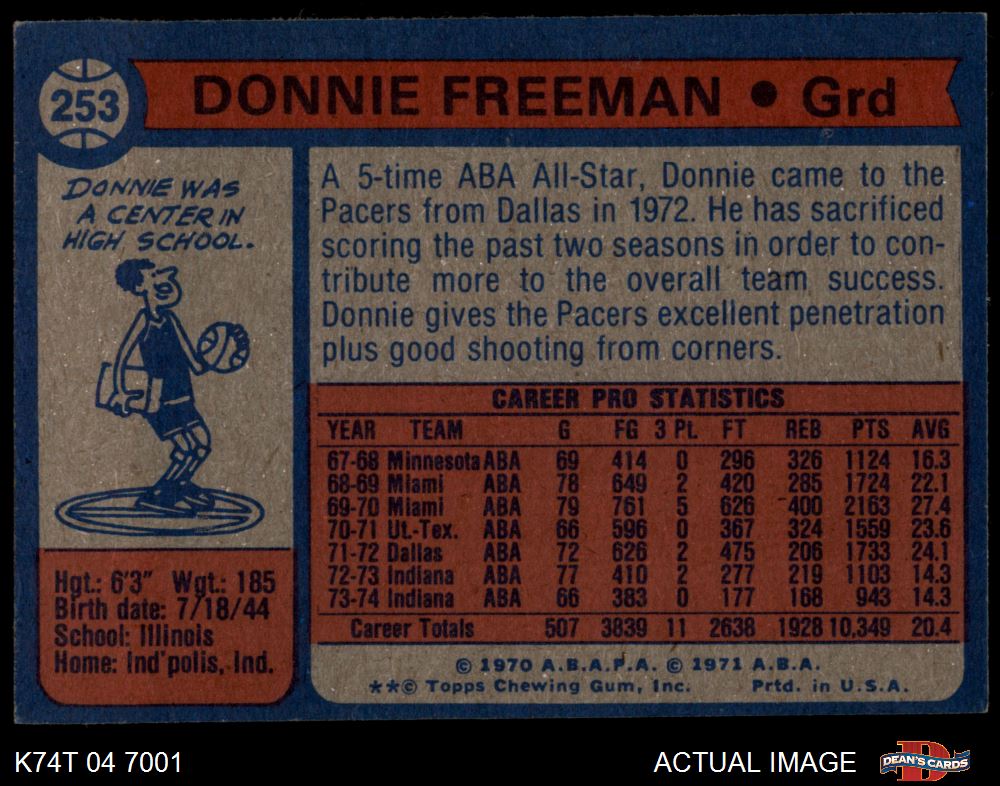 253
DONNIE FREEMAN • Grd
DONNIE WAS
A CENTER IN
HIGH SCHOOL.
A 5-time ABA All-Star, Donnie came to the
Pacers from Dallas in 1972. He has sacrificed
scoring the past two seasons in order to con-
tribute more to the overall team success.
Donnie gives the Pacers excellent penetration
plus good shooting from corners.
CAREER PRO STATISTICS
YEAR TEAM G FG 3 PL FT REB PTS AVG
67-68 Minnesota ABA 69 414 0 296 326 1124 16.3
68-69 Miami ABA 78 649 2 420 285 1724 22.1
69-70 Miami ABA 79 761 5 626 400 2163 27.4
70-71 Ut.-Tex. ABA 66 596 0 367 324 1559 23.6
71-72 Dallas ABA 72 626 2 475 206 1733 24.1
72-73 Indiana ABA 77 410 2 277 219 1103 14.3
73-74 Indiana ABA 66 383 0 177 168 943 14.3
Career Totals 507 3839 11 2638 1928 10,349 20.4
Hgt.: 6'3" Wgt.: 185
Birth date: 7/18/44
School: Illinois
Home: Ind'polis, Ind.
© 1970 A.B.A.P.A. © 1971 A.B.A.
**© Topps Chewing Gum, Inc. Prtd. in U.S.A.
K74T 04 7001
ACTUAL IMAGE
D
DEAN'S CARDS